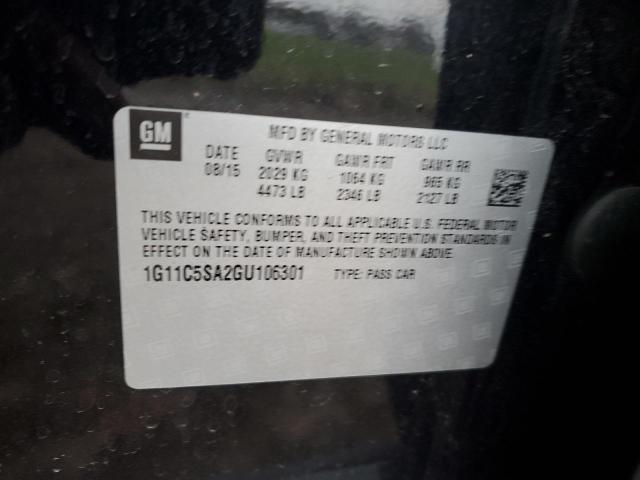 GM
MFD BY GENERAL MOTORS LLC
DATE GVWR GAWR FRT GAWR RR
08/15 2029 KG 1064 KG 965 KG
4473 LB 2346 LB 2127 LB
THIS VEHICLE CONFORMS TO ALL APPLICABLE U.S. FEDERAL MOTOR
VEHICLE SAFETY, BUMPER, AND THEFT PREVENTION STANDARDS IN
EFFECT ON THE DATE OF MANUFACTURE SHOWN ABOVE.
1G11C5SA2GU106301 TYPE: PASS CAR